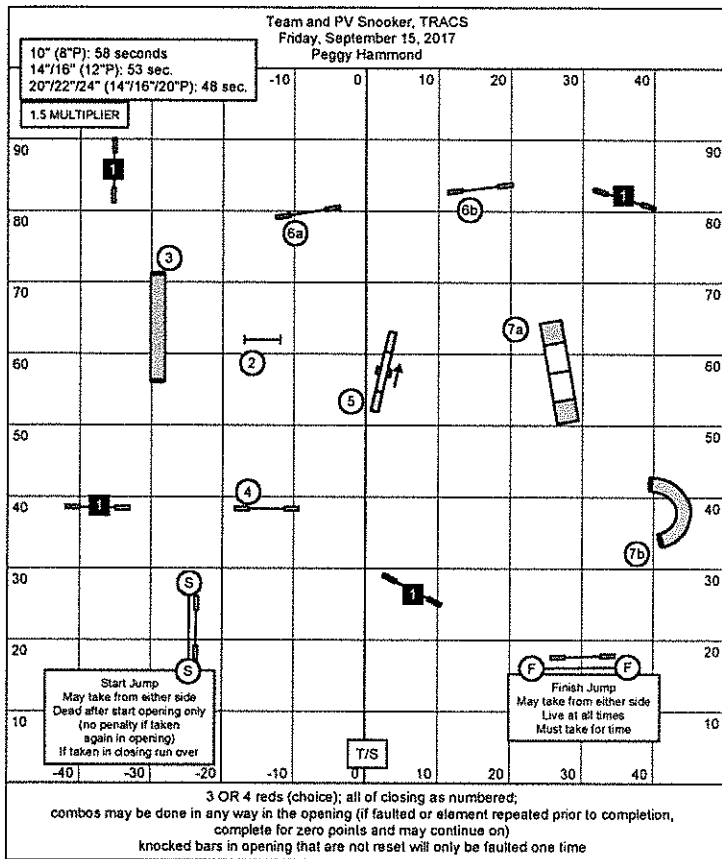 Team and PV Snooker, TRACS
Friday, September 15, 2017
Peggy Hammond
10" (8"P): 58 seconds
14"/16" (12"P): 53 sec.
20"/22"/24" (14"/16"/20"P): 48 sec.
1.5 MULTIPLIER
-10 0 10 20 30 40
90 90
1
6b
1
80 80
6a
3
70 70
7a
60 60
2
5
50 50
4
40 1 40
7b
30 30
S
1
20 20
S
F F
Start Jump
May take from either side
Dead after start opening only
(no penalty if taken
again in opening)
If taken in closing run over
Finish Jump
May take from either side
Live at all times
Must take for time
10 10
T/S
-40 -30 -20 -10 0 10 20 30 40
3 OR 4 reds (choice); all of closing as numbered;
combos may be done in any way in the opening (if faulted or element repeated prior to completion,
complete for zero points and may continue on)
knocked bars in opening that are not reset will only be faulted one time